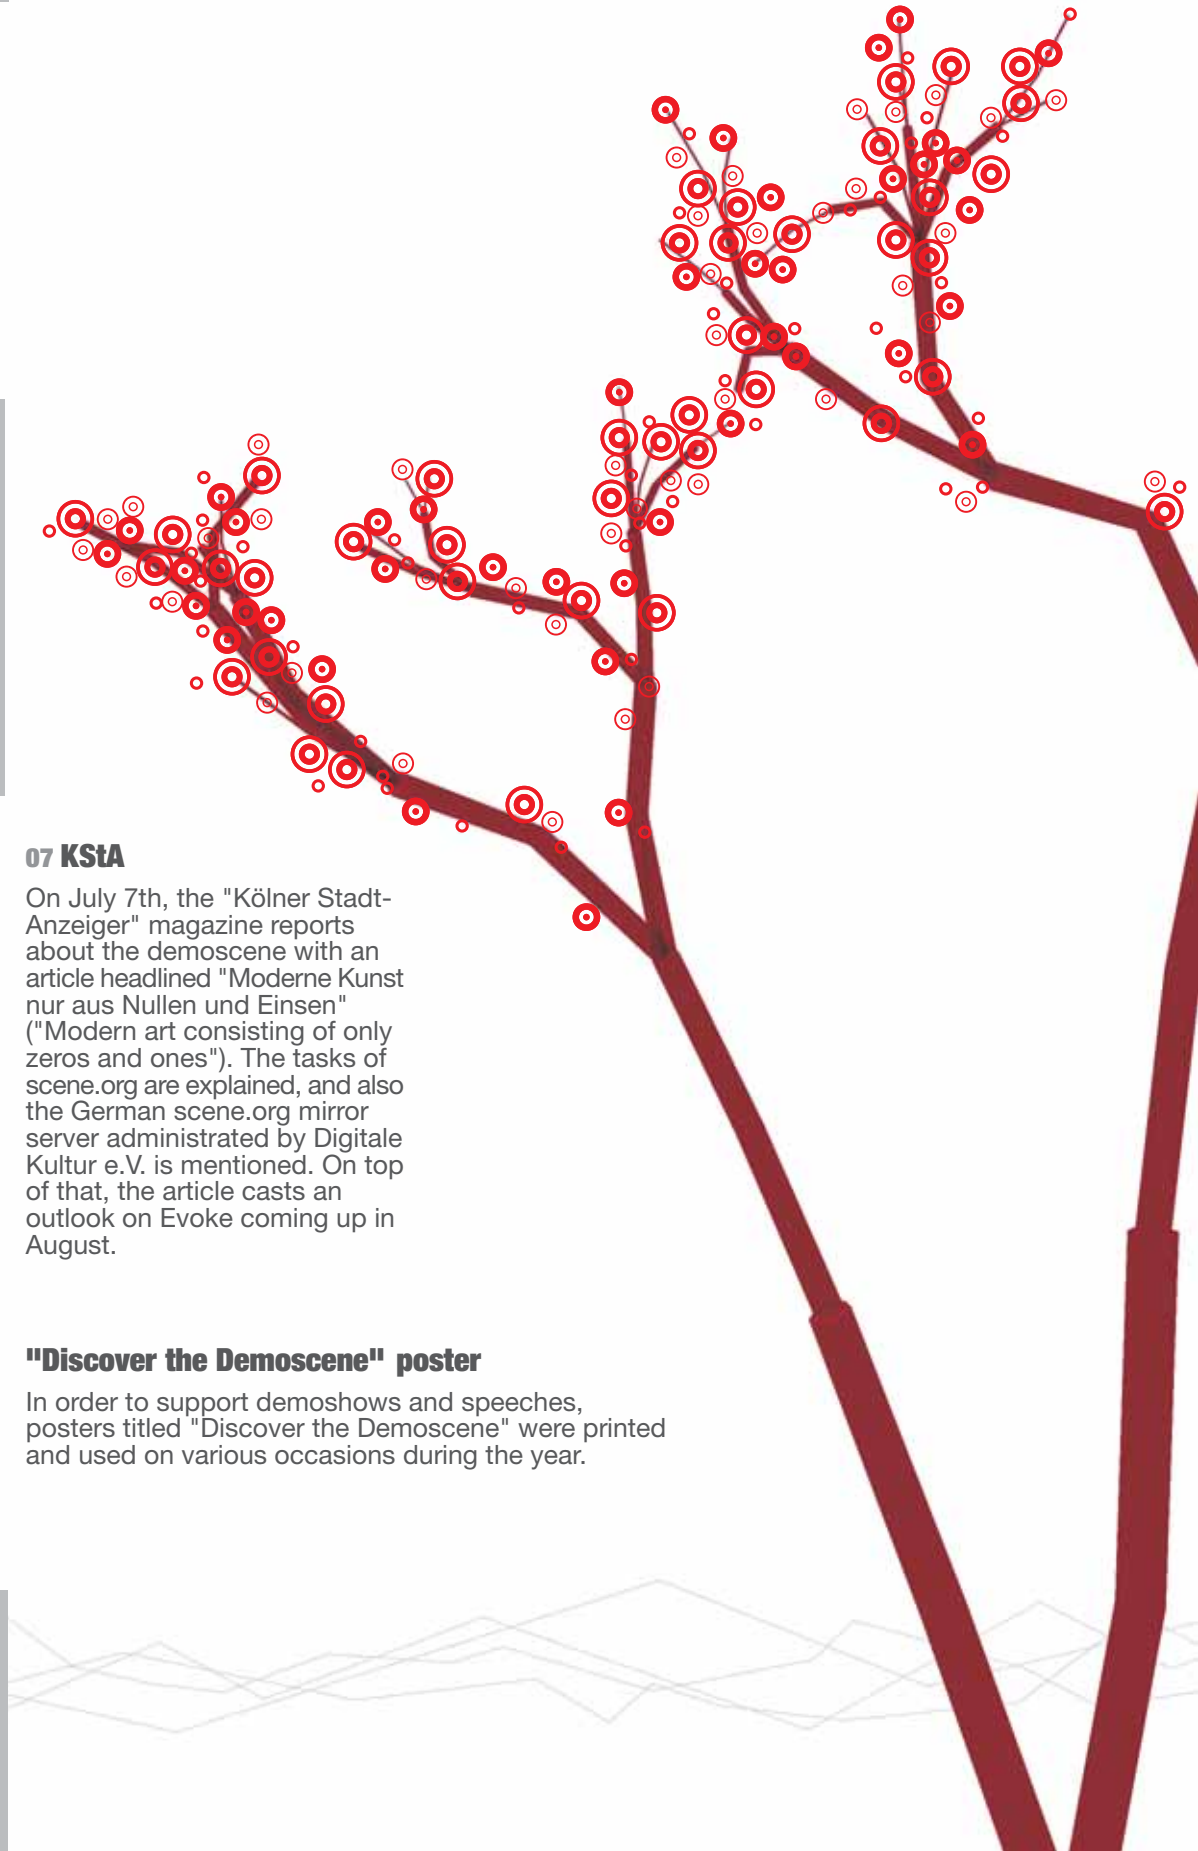 07 KStA
On July 7th, the "Kölner Stadt-
Anzeiger" magazine reports
about the demoscene with an
article headlined "Moderne Kunst
nur aus Nullen und Einsen"
("Modern art consisting of only
zeros and ones"). The tasks of
scene.org are explained, and also
the German scene.org mirror
server administrated by Digitale
Kultur e.V. is mentioned. On top
of that, the article casts an
outlook on Evoke coming up in
August.
"Discover the Demoscene" poster
In order to support demoshows and speeches,
posters titled "Discover the Demoscene" were printed
and used on various occasions during the year.